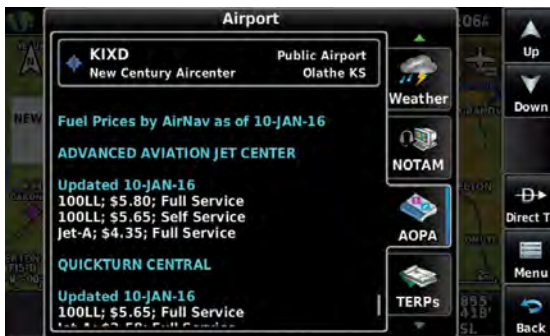 Airport
KIXD
Public Airport
New Century Aircenter
Olathe KS
Fuel Prices by AirNav as of 10-JAN-16
ADVANCED AVIATION JET CENTER
Updated 10-JAN-16
100LL; $5.80; Full Service
100LL; $5.65; Self Service
Jet-A; $4.35; Full Service
QUICKTURN CENTRAL
Updated 10-JAN-16
100LL; $5.65; Full Service
Weather
NOTAM
AOPA
TERPs
Up
Down
Direct T
Menu
Back
NEW